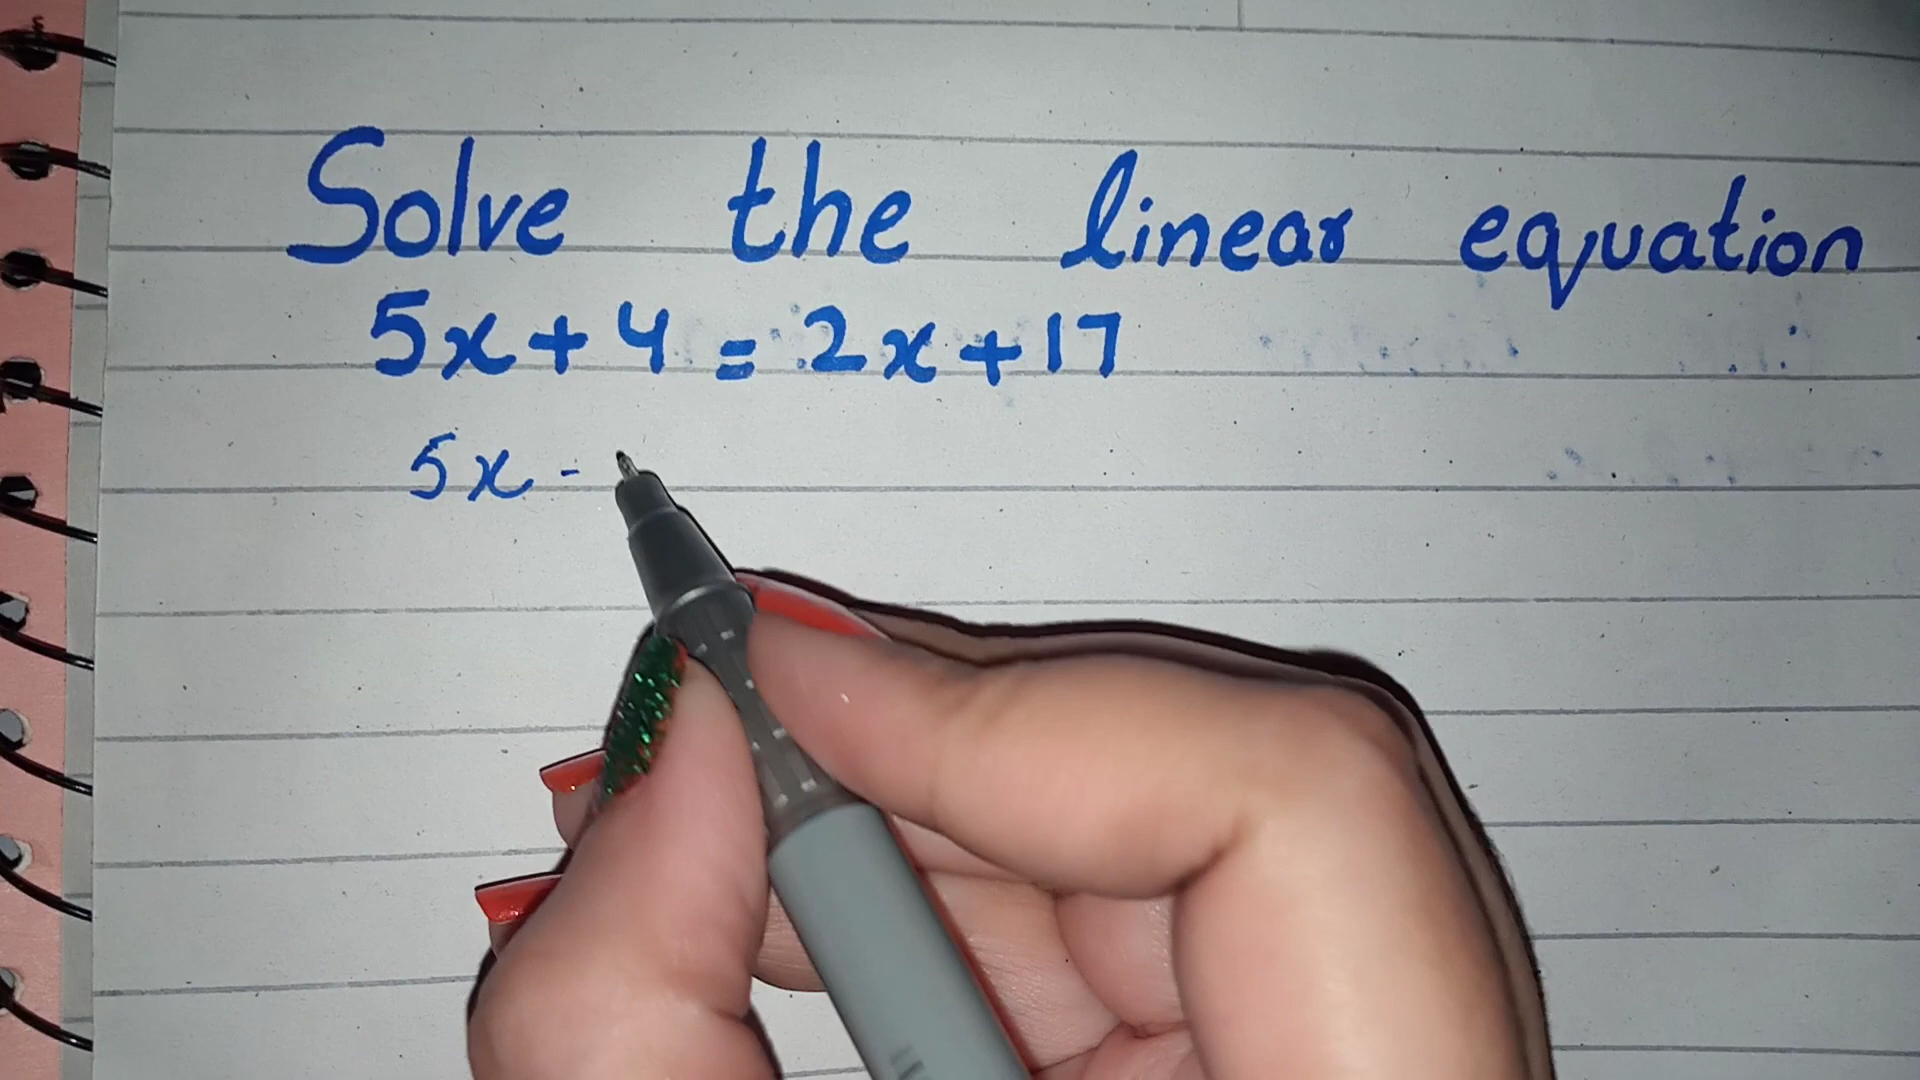 Solve the linear equation
5x + 4 = 2x + 17
5x -